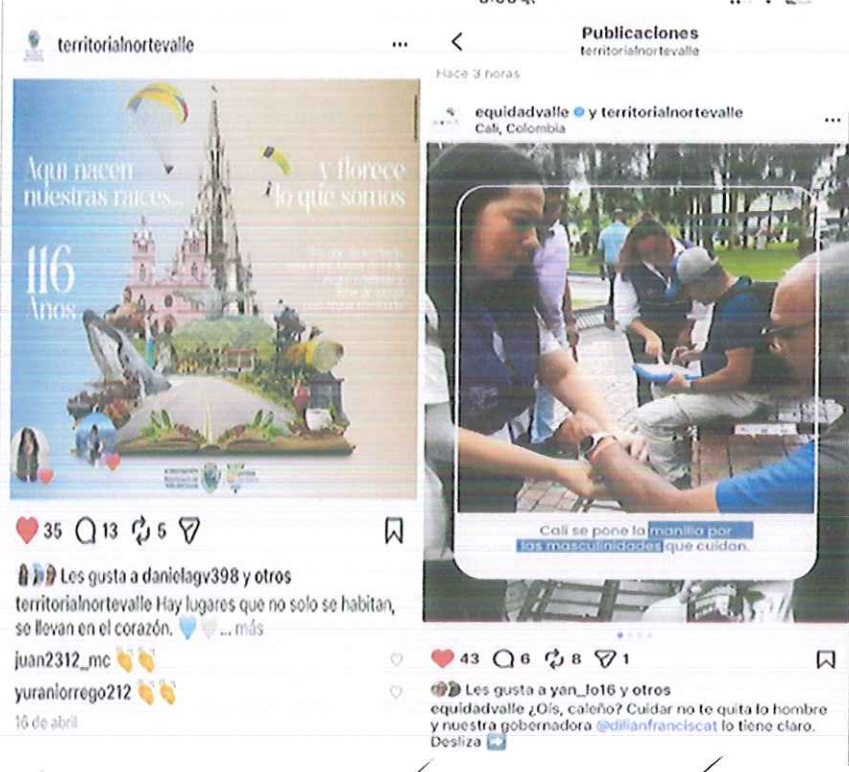 territorialnortevalle
Aquí nacen
nuestras raíces...
y florece
lo que somos
116
Años
35 13 5
Les gusta a danielagv398 y otros
territorialnortevalle Hay lugares que no solo se habitan,
se llevan en el corazón. 🩵🤍... más
juan2312_mc 👏👏
yuraniorrego212 👏👏
16 de abril
Publicaciones
territorialnortevalle
Hace 3 horas
equidadvalle y territorialnortevalle
Cali, Colombia
Cali se pone la manilla por
las masculinidades que cuidan.
43 6 8 1
Les gusta a yan_lo16 y otros
equidadvalle ¿Oís, caleño? Cuidar no te quita lo hombre
y nuestra gobernadora @dilianfranciscat lo tiene claro.
Desliza ➡️